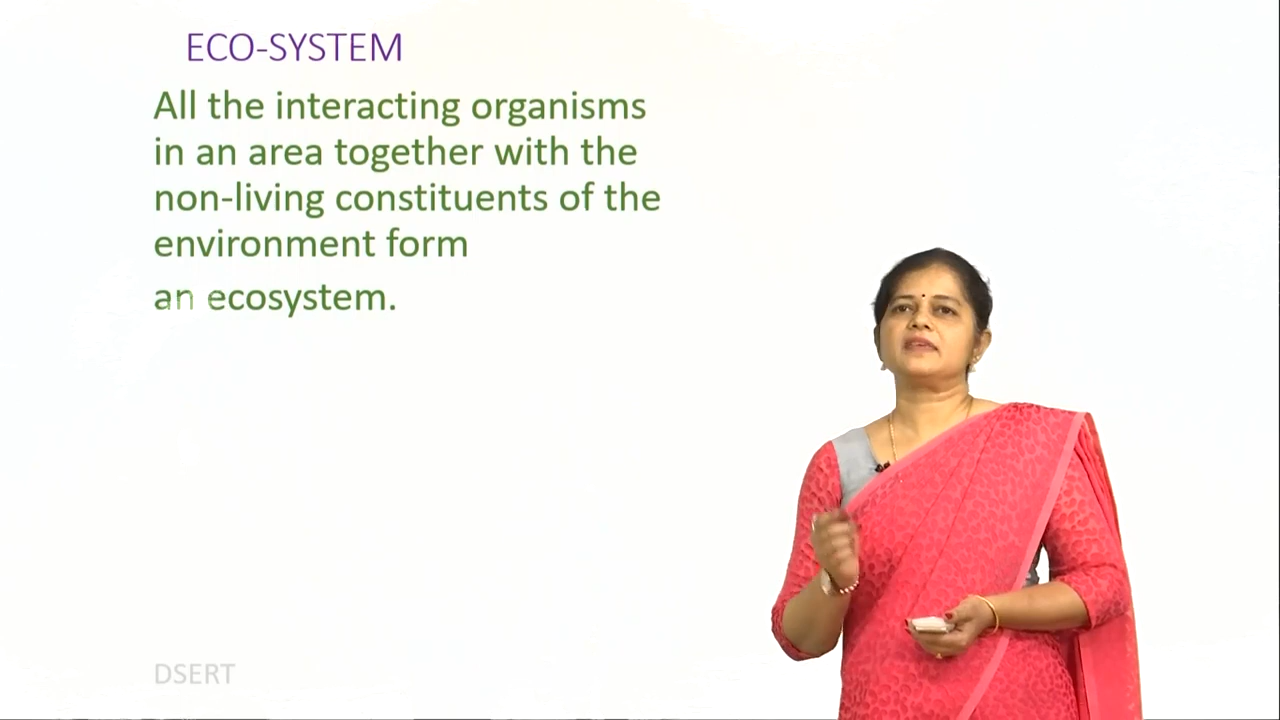 ECO-SYSTEM
All the interacting organisms
in an area together with the
non-living constituents of the
environment form
an ecosystem.
DSERT